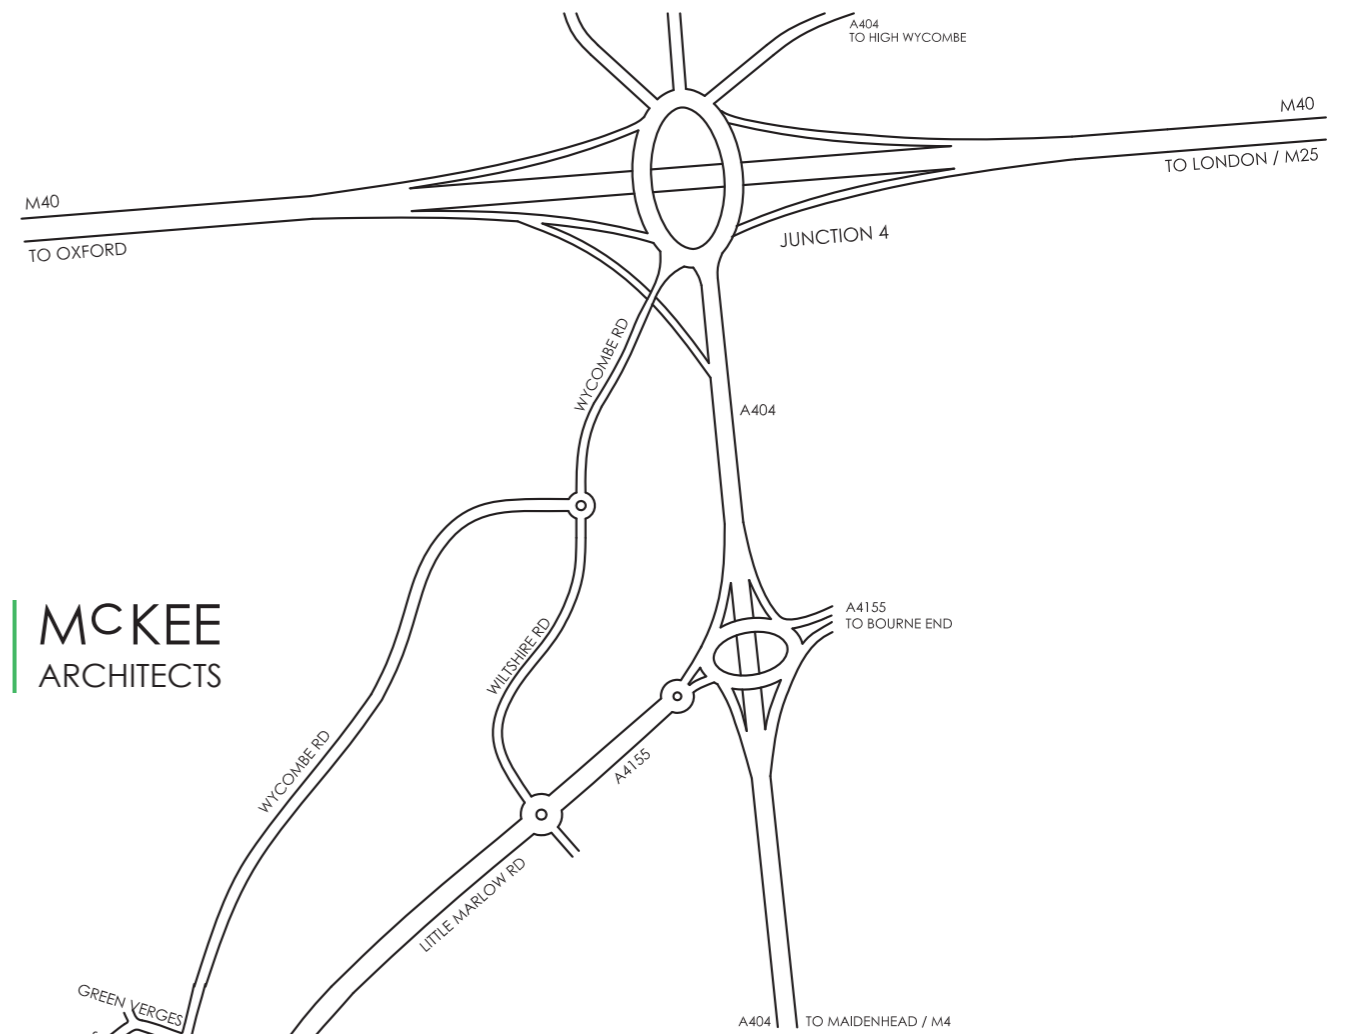 A404
TO HIGH WYCOMBE
M40
TO LONDON / M25
M40
TO OXFORD
JUNCTION 4
WYCOMBE RD
A404
A4155
TO BOURNE END
MCKEE
ARCHITECTS
WILTSHIRE RD
WYCOMBE RD
A4155
LITTLE MARLOW RD
GREEN VERGES
A404
TO MAIDENHEAD / M4